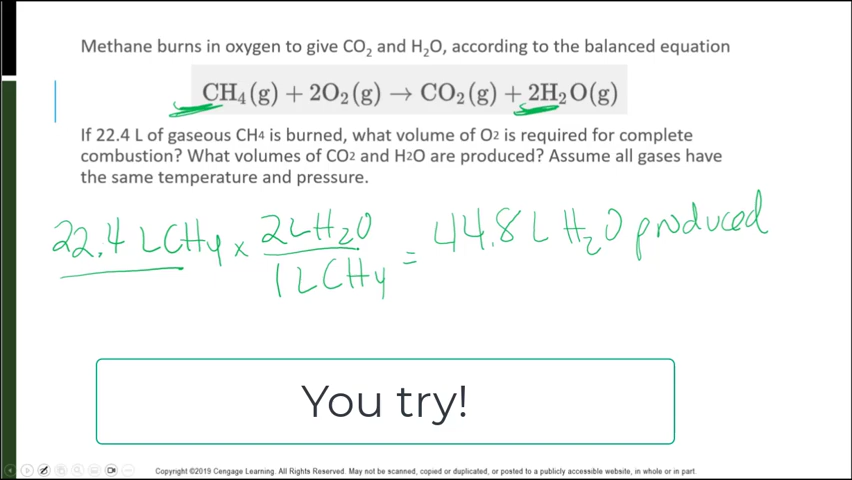 Methane burns in oxygen to give CO₂ and H₂O, according to the balanced equation
CH₄(g) + 2O₂(g) → CO₂(g) + 2H₂O(g)
If 22.4 L of gaseous CH4 is burned, what volume of O2 is required for complete
combustion? What volumes of CO2 and H2O are produced? Assume all gases have
the same temperature and pressure.
22.4 L CH4 × 2 L H₂O / 1 L CH4 = 44.8 L H₂O produced
You try!
Copyright ©2019 Cengage Learning. All Rights Reserved. May not be scanned, copied or duplicated, or posted to a publicly accessible website, in whole or in part.